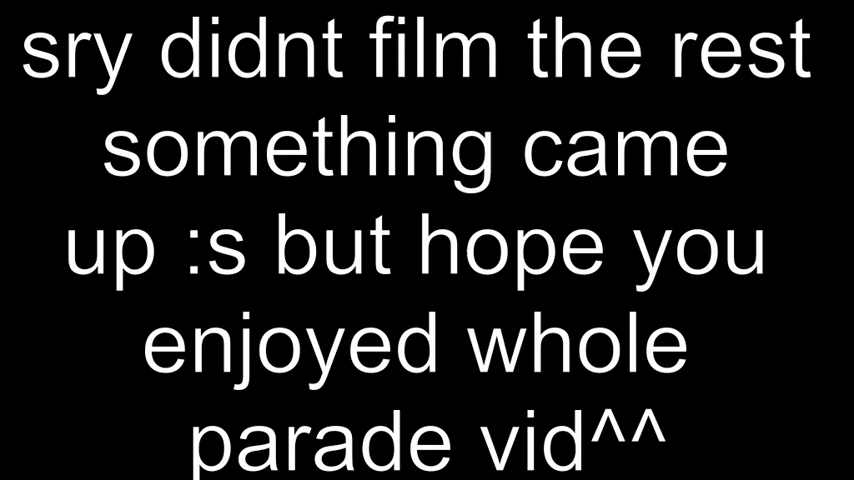 sry didnt film the rest
something came
up :s but hope you
enjoyed whole
parade vid^^